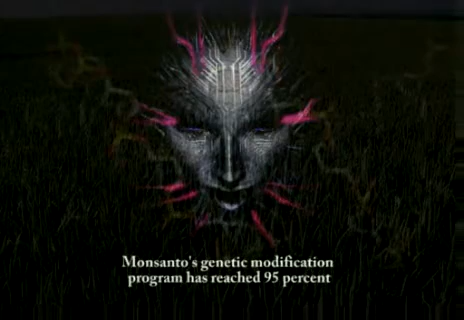 Monsanto's genetic modification
program has reached 95 percent